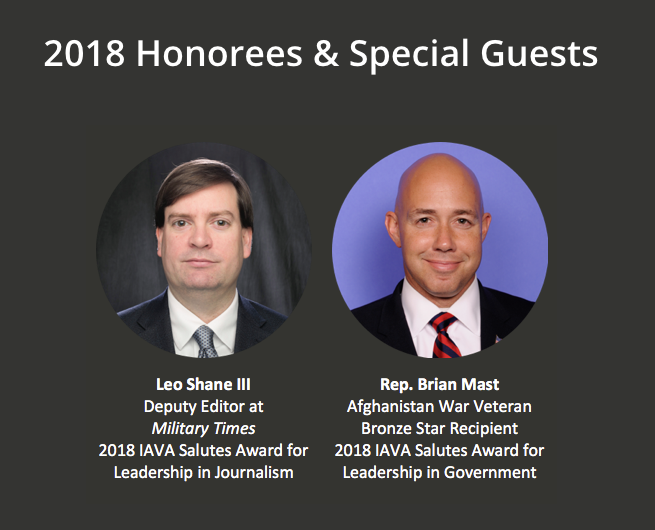 2018 Honorees & Special Guests
Leo Shane III
Deputy Editor at
Military Times
2018 IAVA Salutes Award for
Leadership in Journalism
Rep. Brian Mast
Afghanistan War Veteran
Bronze Star Recipient
2018 IAVA Salutes Award for
Leadership in Government